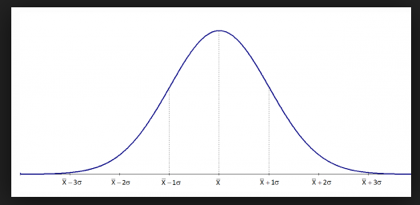 x̄ − 3σ x̄ − 2σ x̄ − 1σ x̄ x̄ + 1σ x̄ + 2σ x̄ + 3σ